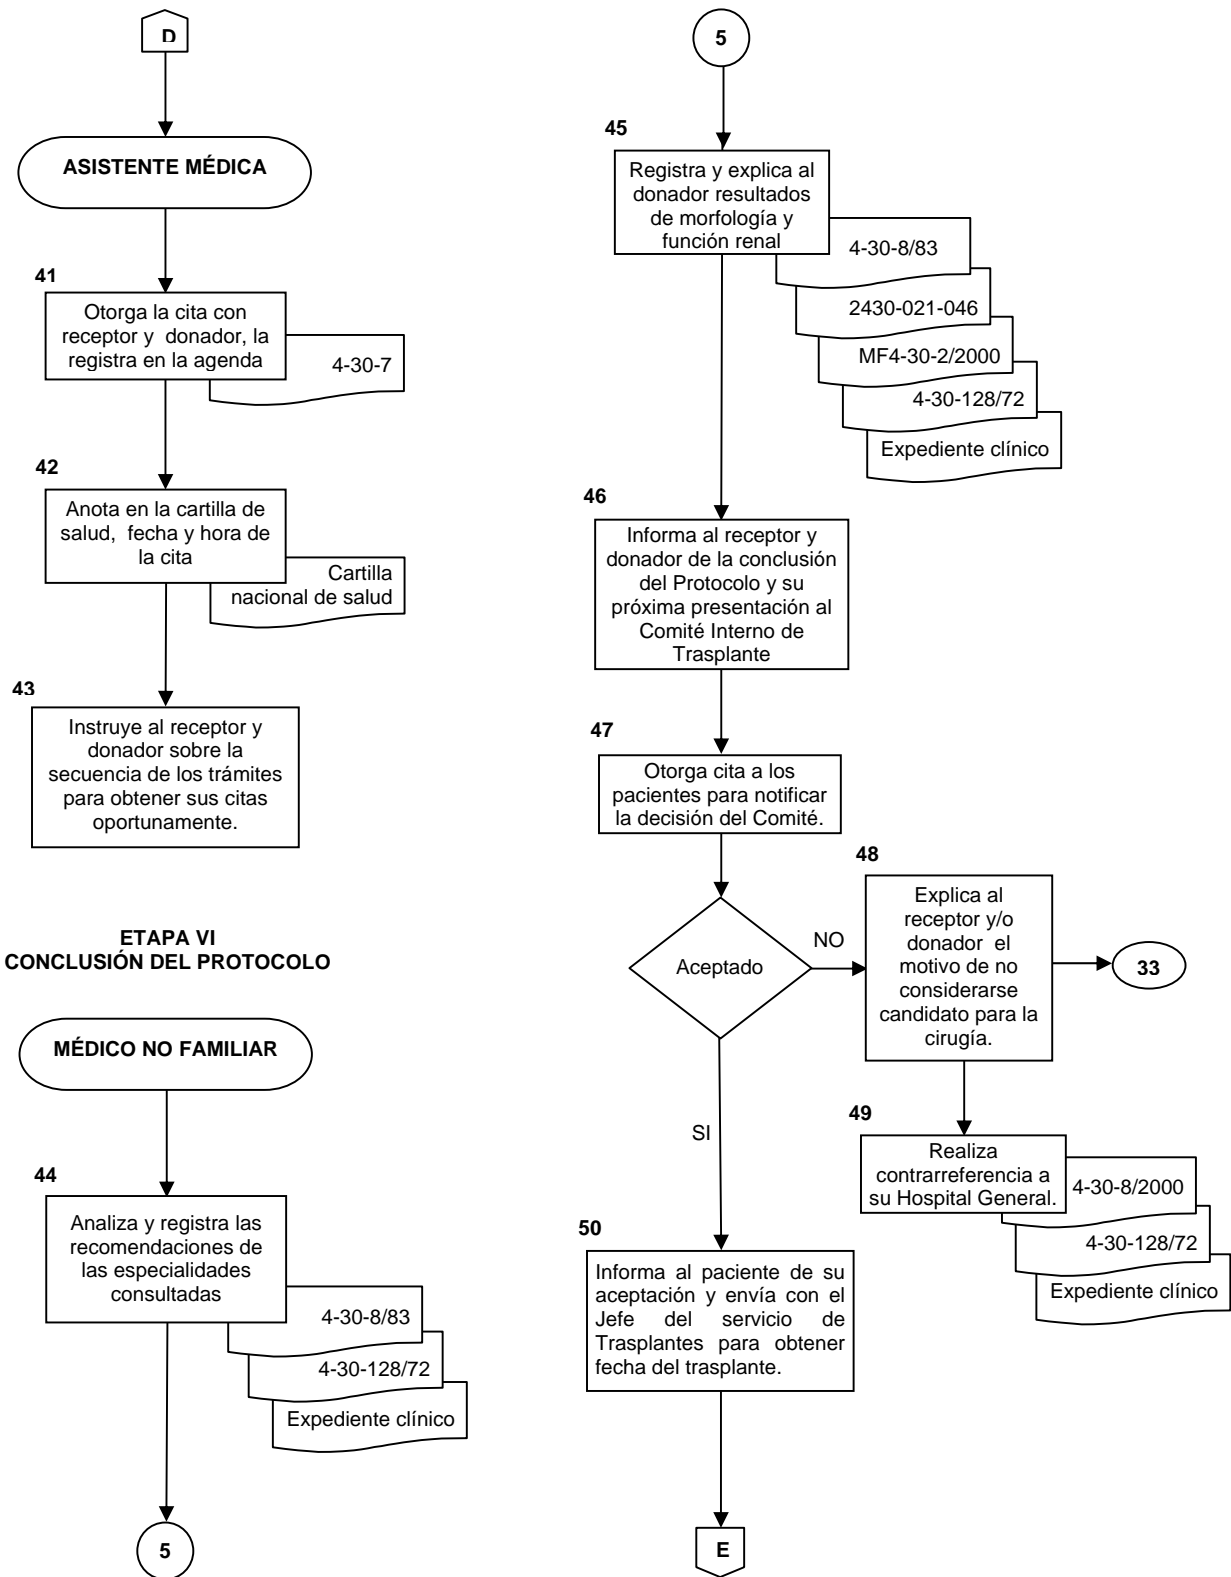 D
ASISTENTE MÉDICA
41
Otorga la cita con
receptor y donador, la
registra en la agenda
4-30-7
42
Anota en la cartilla de
salud, fecha y hora de
la cita
Cartilla
nacional de salud
43
Instruye al receptor y
donador sobre la
secuencia de los trámites
para obtener sus citas
oportunamente.
ETAPA VI
CONCLUSIÓN DEL PROTOCOLO
MÉDICO NO FAMILIAR
44
Analiza y registra las
recomendaciones de
las especialidades
consultadas
4-30-8/83
4-30-128/72
Expediente clínico
5
5
45
Registra y explica al
donador resultados
de morfología y
función renal
4-30-8/83
2430-021-046
MF4-30-2/2000
4-30-128/72
Expediente clínico
46
Informa al receptor y
donador de la conclusión
del Protocolo y su
próxima presentación al
Comité Interno de
Trasplante
47
Otorga cita a los
pacientes para notificar
la decisión del Comité.
Aceptado
NO
48
Explica al
receptor y/o
donador el
motivo de no
considerarse
candidato para la
cirugía.
33
49
Realiza
contrarreferencia a
su Hospital General.
4-30-8/2000
4-30-128/72
Expediente clínico
SI
50
Informa al paciente de su
aceptación y envía con el
Jefe del servicio de
Trasplantes para obtener
fecha del trasplante.
E